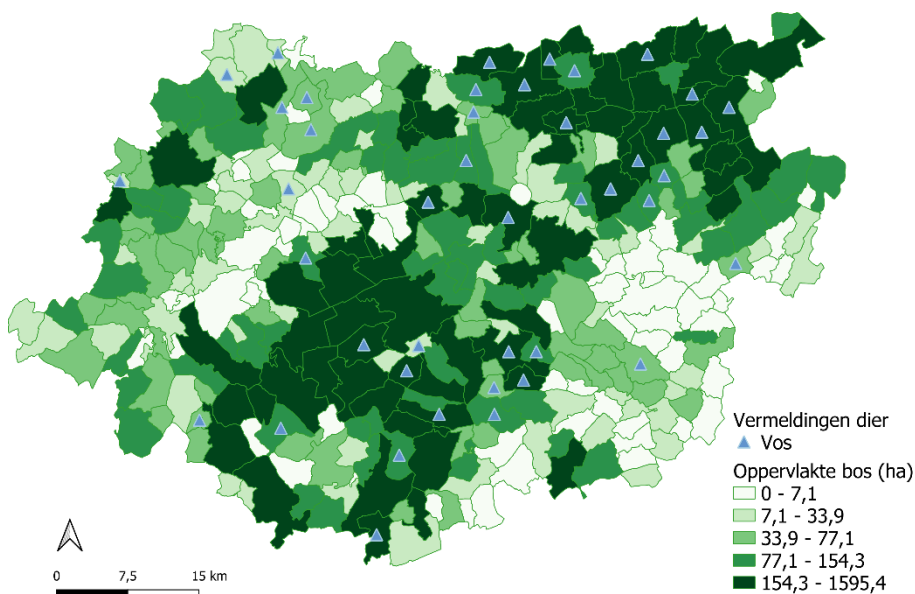 Vermeldingen dier
Vos
Oppervlakte bos (ha)
0 - 7,1
7,1 - 33,9
33,9 - 77,1
77,1 - 154,3
154,3 - 1595,4
0 7,5 15 km